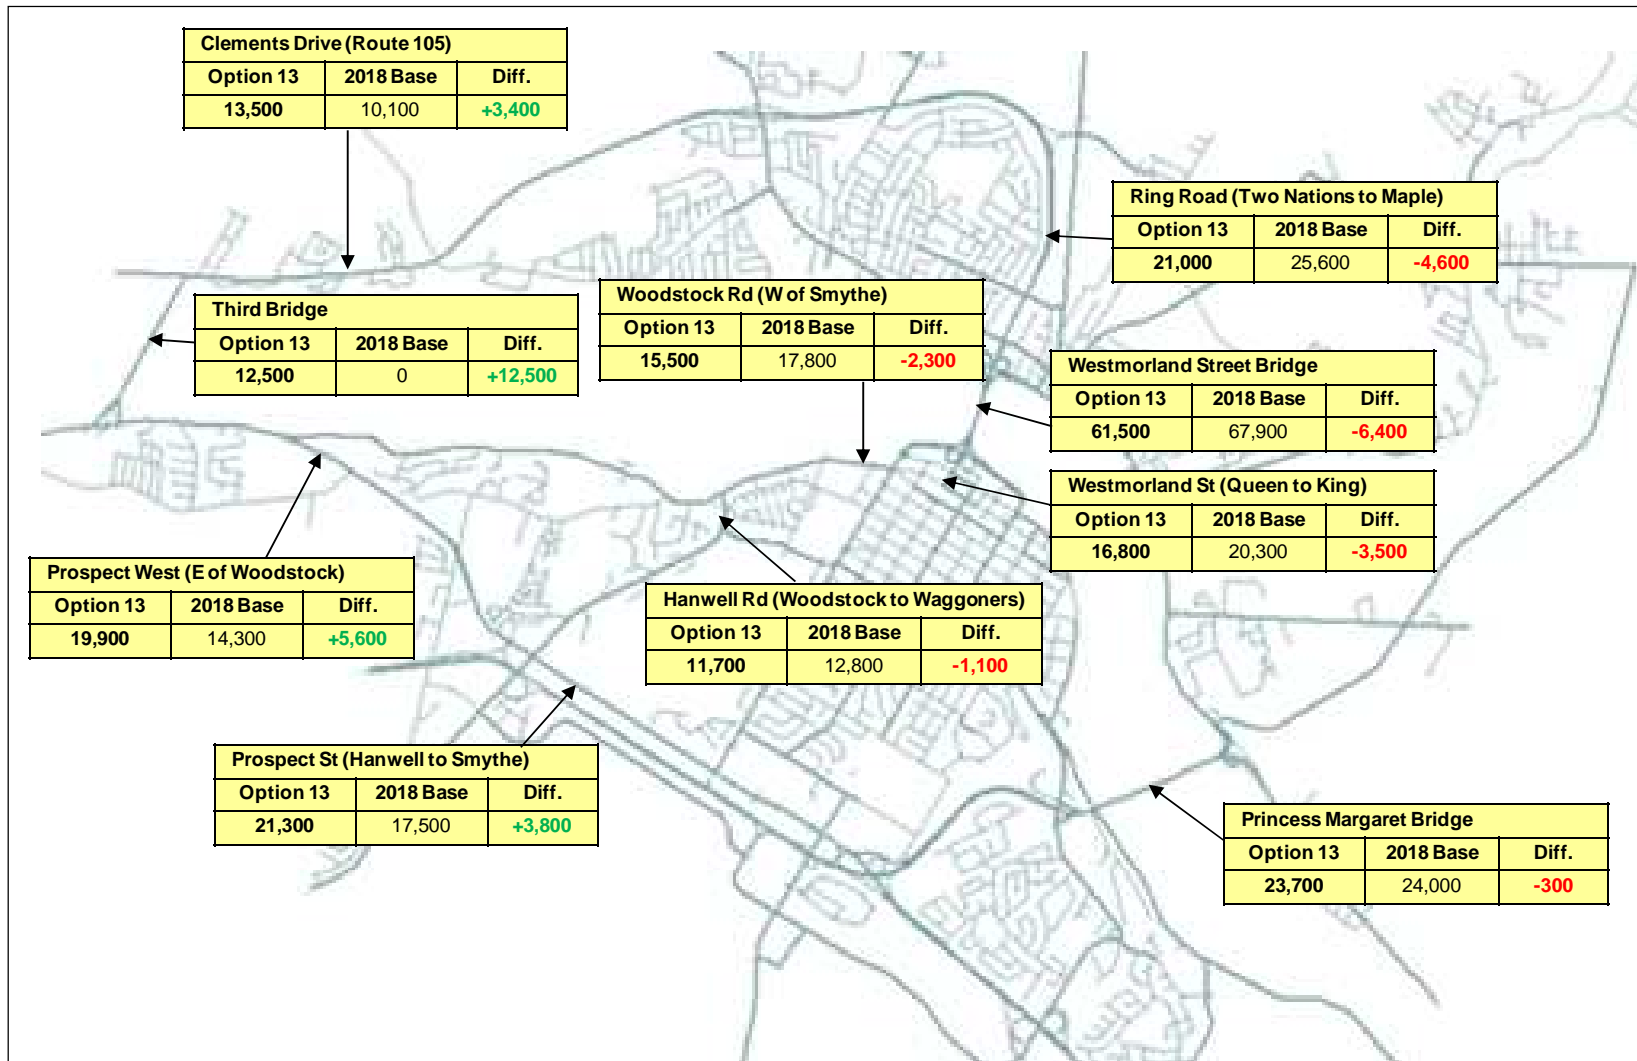 Clements Drive (Route 105)
Option 13 2018 Base Diff.
13,500 10,100 +3,400
Ring Road (Two Nations to Maple)
Option 13 2018 Base Diff.
21,000 25,600 -4,600
Third Bridge
Option 13 2018 Base Diff.
12,500 0 +12,500
Woodstock Rd (W of Smythe)
Option 13 2018 Base Diff.
15,500 17,800 -2,300
Westmorland Street Bridge
Option 13 2018 Base Diff.
61,500 67,900 -6,400
Westmorland St (Queen to King)
Option 13 2018 Base Diff.
16,800 20,300 -3,500
Prospect West (E of Woodstock)
Option 13 2018 Base Diff.
19,900 14,300 +5,600
Hanwell Rd (Woodstock to Waggoners)
Option 13 2018 Base Diff.
11,700 12,800 -1,100
Prospect St (Hanwell to Smythe)
Option 13 2018 Base Diff.
21,300 17,500 +3,800
Princess Margaret Bridge
Option 13 2018 Base Diff.
23,700 24,000 -300